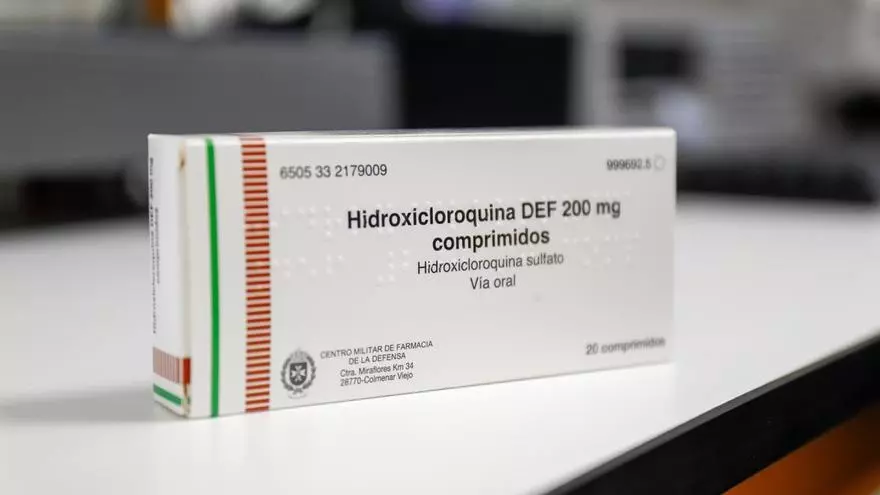 6505 33 2179009
999692.5
Hidroxicloroquina DEF 200 mg
comprimidos
Hidroxicloroquina sulfato
Vía oral
CENTRO MILITAR DE FARMACIA
DE LA DEFENSA
Ctra. Miraflores Km 34
28770-Colmenar Viejo
20 comprimidos